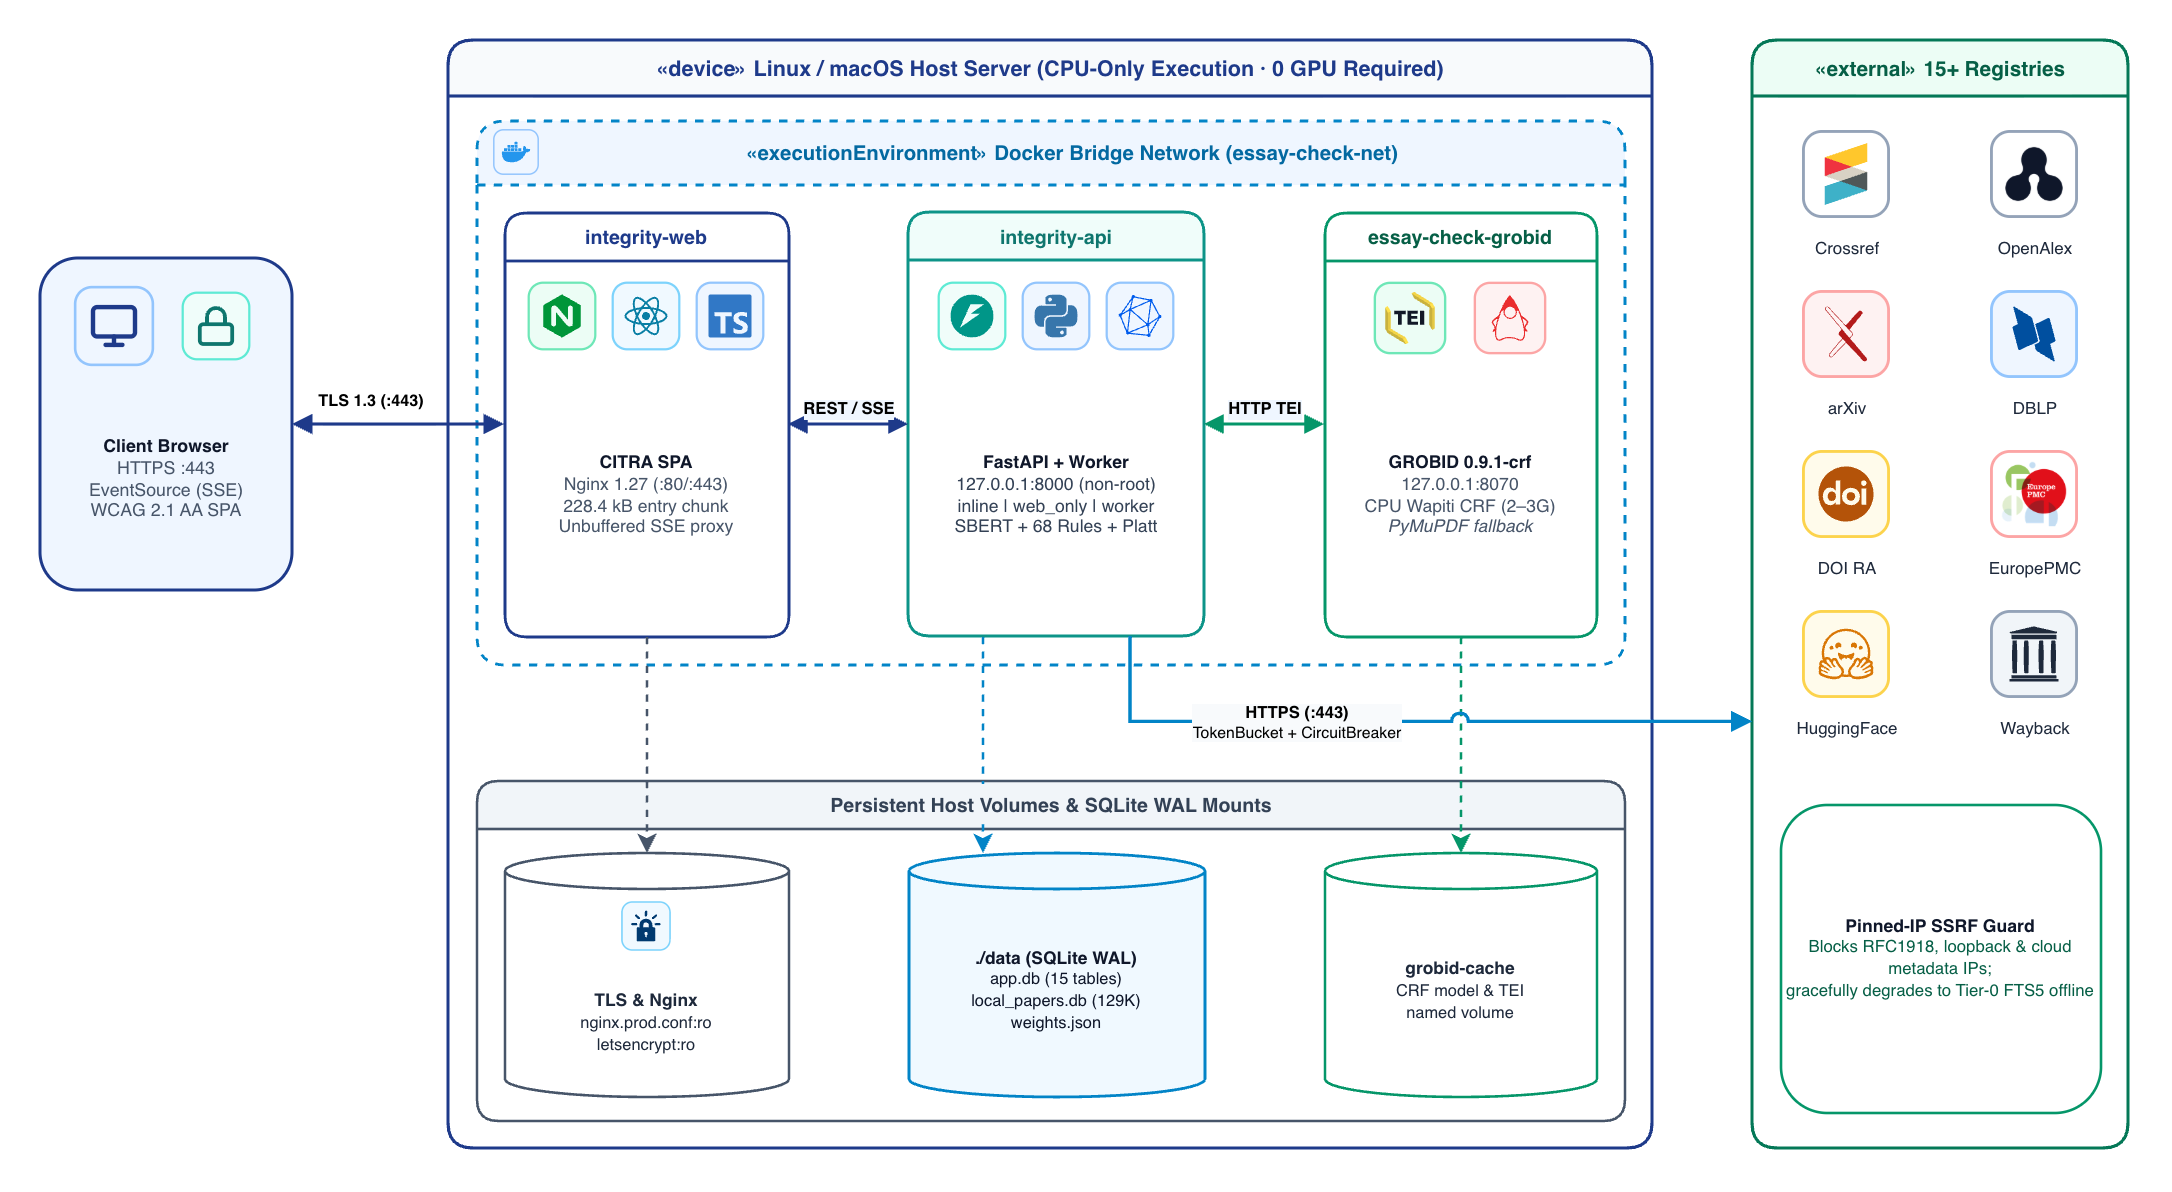 «device» Linux / macOS Host Server (CPU-Only Execution · 0 GPU Required)
«executionEnvironment» Docker Bridge Network (essay-check-net)
Client Browser
HTTPS :443
EventSource (SSE)
WCAG 2.1 AA SPA
TLS 1.3 (:443)
integrity-web
TS
CITRA SPA
Nginx 1.27 (:80/:443)
228.4 kB entry chunk
Unbuffered SSE proxy
REST / SSE
integrity-api
FastAPI + Worker
127.0.0.1:8000 (non-root)
inline | web_only | worker
SBERT + 68 Rules + Platt
HTTP TEI
essay-check-grobid
TEI
GROBID 0.9.1-crf
127.0.0.1:8070
CPU Wapiti CRF (2–3G)
PyMuPDF fallback
HTTPS (:443)
TokenBucket + CircuitBreaker
Persistent Host Volumes & SQLite WAL Mounts
TLS & Nginx
nginx.prod.conf:ro
letsencrypt:ro
./data (SQLite WAL)
app.db (15 tables)
local_papers.db (129K)
weights.json
grobid-cache
CRF model & TEI
named volume
«external» 15+ Registries
Crossref
OpenAlex
arXiv
DBLP
doi
Europe
PMC
DOI RA
EuropePMC
HuggingFace
Wayback
Pinned-IP SSRF Guard
Blocks RFC1918, loopback & cloud
metadata IPs;
gracefully degrades to Tier-0 FTS5 offline